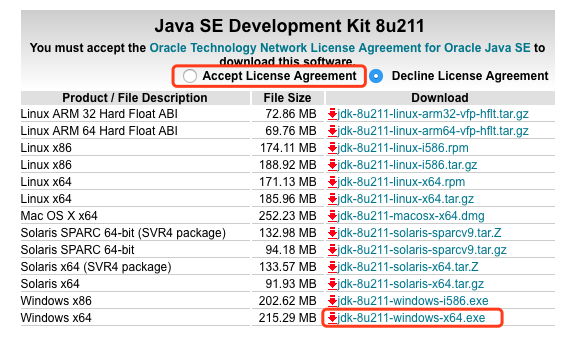 Java SE Development Kit 8u211
You must accept the Oracle Technology Network License Agreement for Oracle Java SE to
download this software.
Accept License Agreement Decline License Agreement
Product / File Description File Size Download
Linux ARM 32 Hard Float ABI 72.86 MB jdk-8u211-linux-arm32-vfp-hflt.tar.gz
Linux ARM 64 Hard Float ABI 69.76 MB jdk-8u211-linux-arm64-vfp-hflt.tar.gz
Linux x86 174.11 MB jdk-8u211-linux-i586.rpm
Linux x86 188.92 MB jdk-8u211-linux-i586.tar.gz
Linux x64 171.13 MB jdk-8u211-linux-x64.rpm
Linux x64 185.96 MB jdk-8u211-linux-x64.tar.gz
Mac OS X x64 252.23 MB jdk-8u211-macosx-x64.dmg
Solaris SPARC 64-bit (SVR4 package) 132.98 MB jdk-8u211-solaris-sparcv9.tar.Z
Solaris SPARC 64-bit 94.18 MB jdk-8u211-solaris-sparcv9.tar.gz
Solaris x64 (SVR4 package) 133.57 MB jdk-8u211-solaris-x64.tar.Z
Solaris x64 91.93 MB jdk-8u211-solaris-x64.tar.gz
Windows x86 202.62 MB jdk-8u211-windows-i586.exe
Windows x64 215.29 MB jdk-8u211-windows-x64.exe